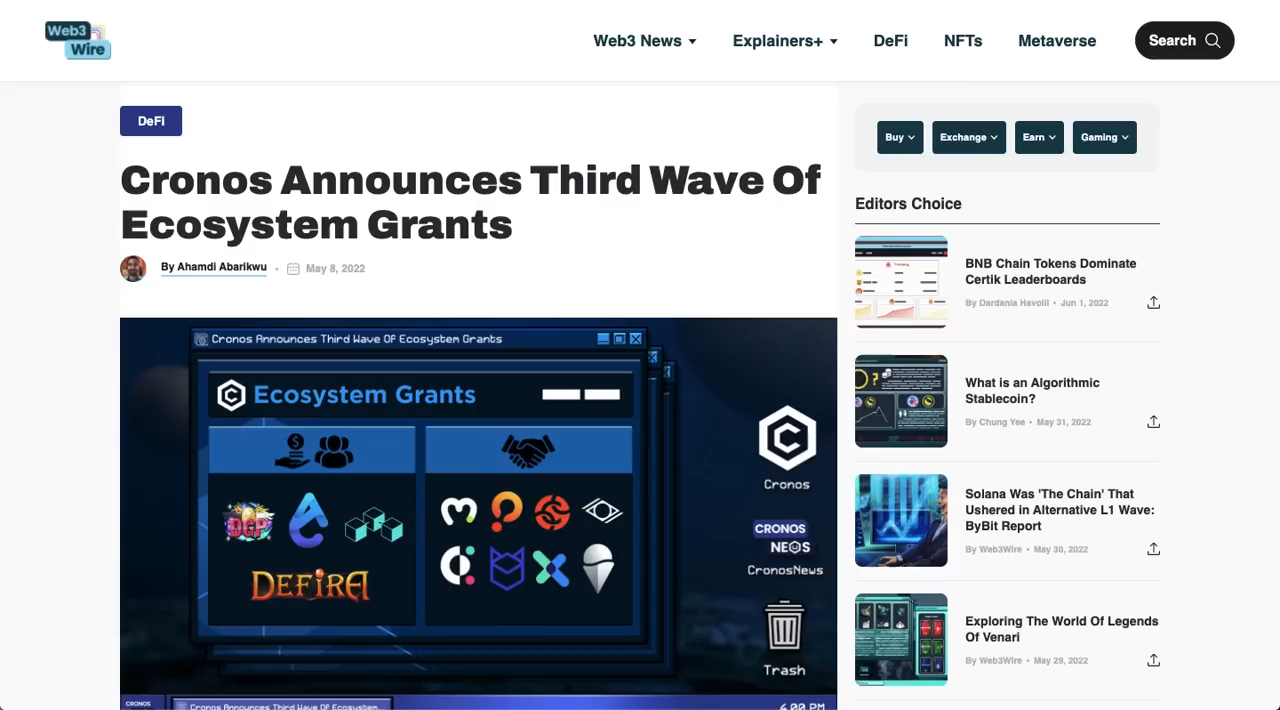 Web3
Wire
Web3 News
Explainers+
DeFi
NFTs
Metaverse
Search
DeFi
Cronos Announces Third Wave Of
Ecosystem Grants
By Ahamdi Abarikwu
•
May 8, 2022
Cronos Announces Third Wave Of Ecosystem Grants
Ecosystem Grants
DGP
DEFIRA
Cronos
CRONOS
NEWS
CronosNews
Trash
CRONOS
Cronos Announces Third Wave Of Ecosystem...
4:00 PM
Buy
Exchange
Earn
Gaming
Editors Choice
BNB Chain Tokens Dominate
Certik Leaderboards
By Dardania Havolli • Jun 1, 2022
What is an Algorithmic
Stablecoin?
By Chung Yee • May 31, 2022
Solana Was 'The Chain' That
Ushered in Alternative L1 Wave:
ByBit Report
By Web3Wire • May 30, 2022
Exploring The World Of Legends
Of Venari
By Web3Wire • May 29, 2022